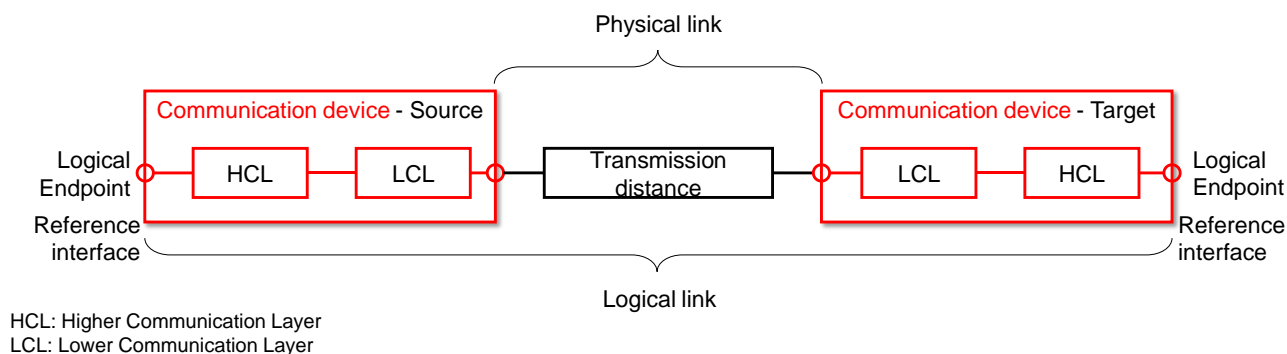 Physical link
Communication device - Source
Communication device - Target
Logical
Endpoint
HCL
LCL
Transmission
distance
LCL
HCL
Logical
Endpoint
Reference
interface
Reference
interface
Logical link
HCL: Higher Communication Layer
LCL: Lower Communication Layer